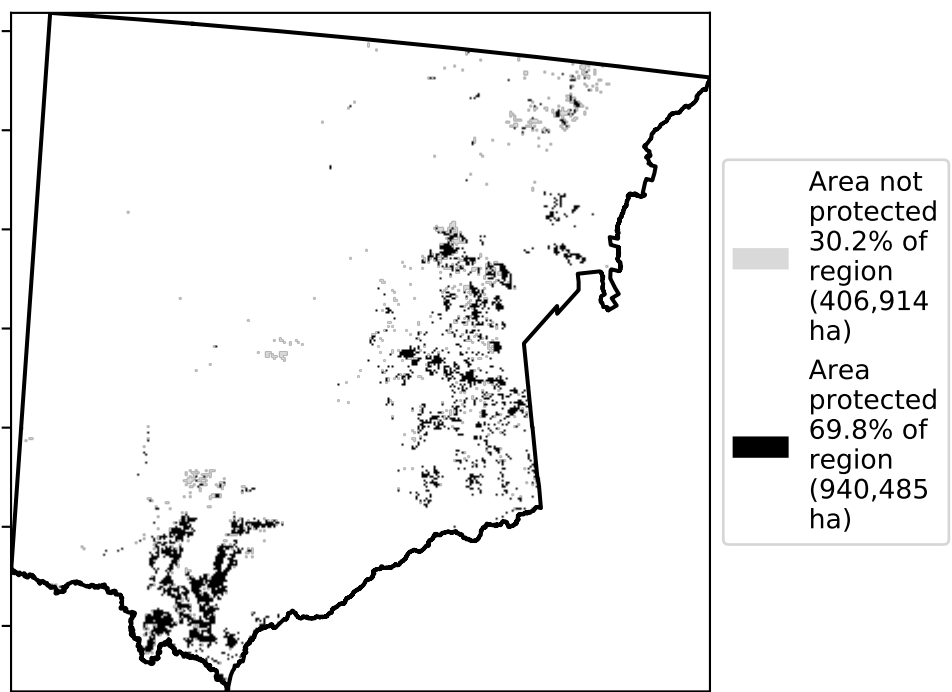 Area not
protected
30.2% of
region
(406,914
ha)
Area
protected
69.8% of
region
(940,485
ha)